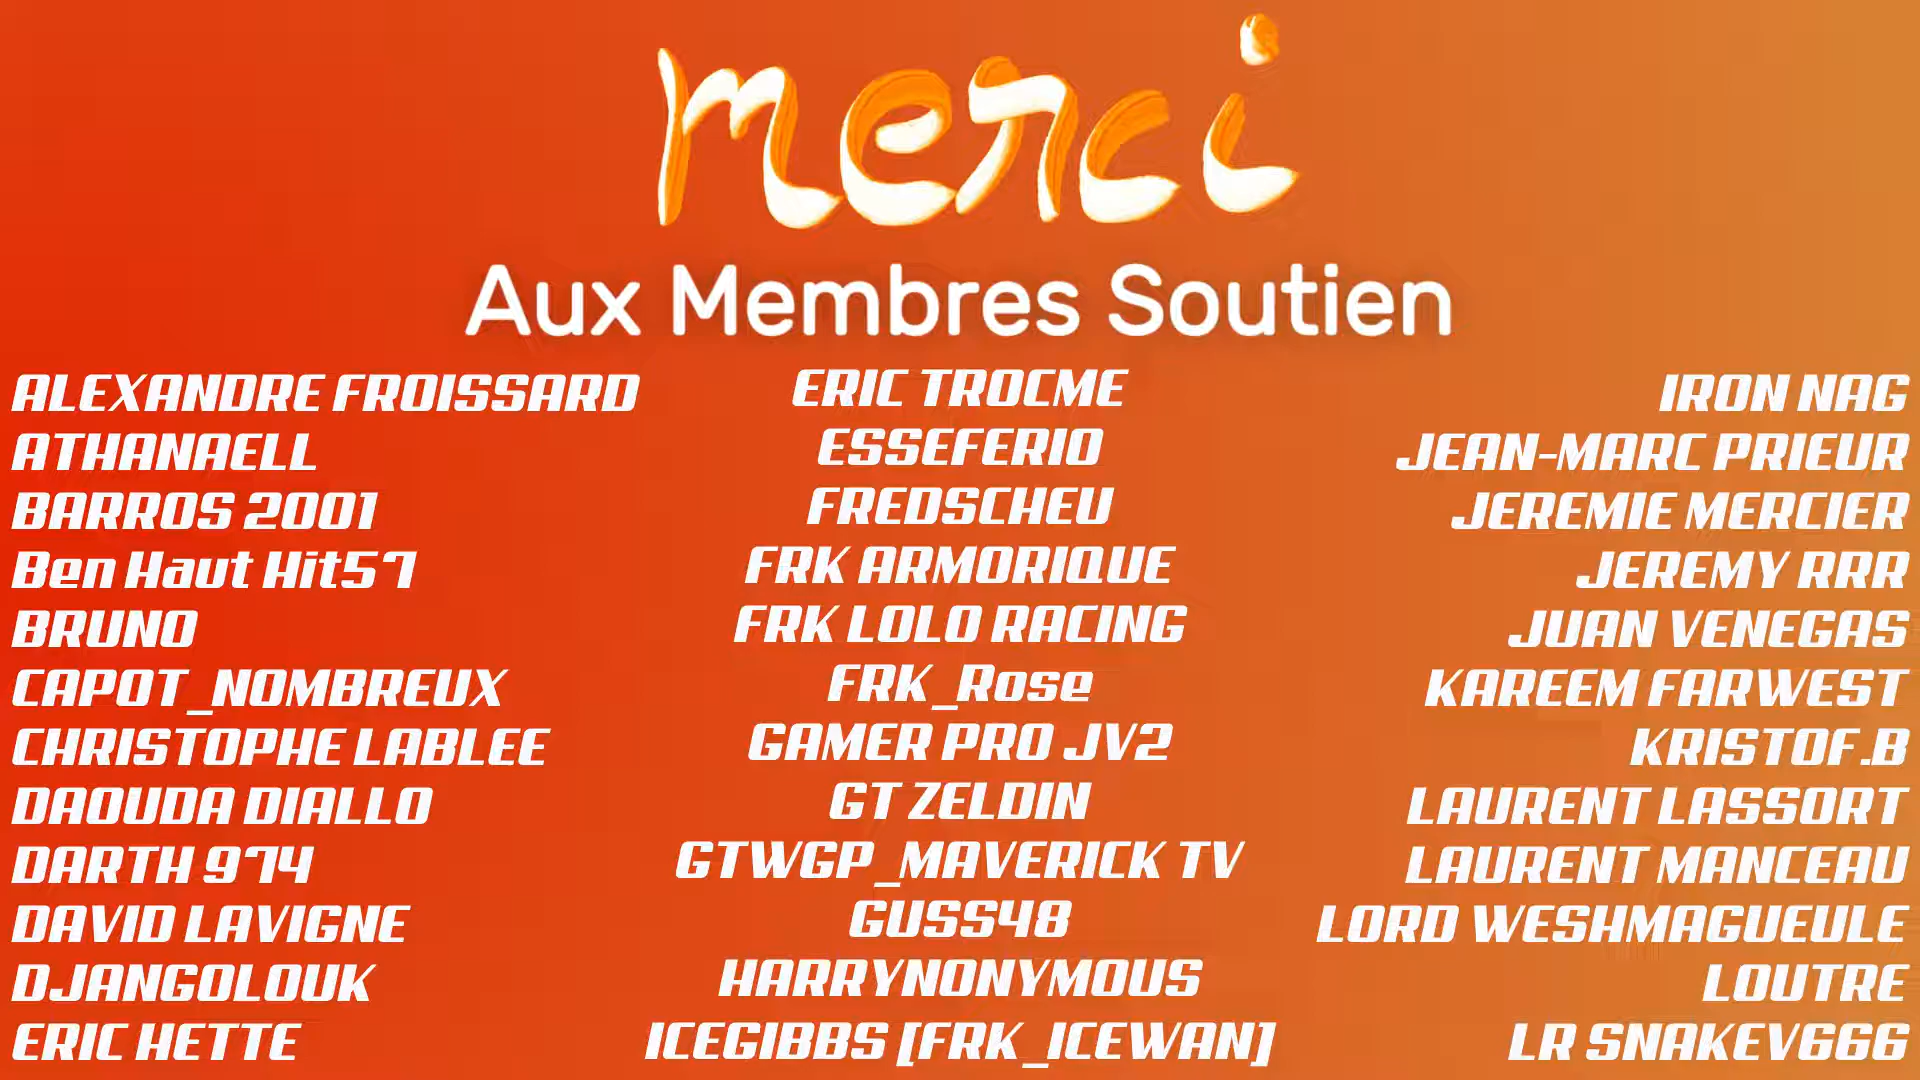 merci
Aux Membres Soutien
ALEXANDRE FROISSARD
ATHANAELL
BARROS 2001
Ben Haut Hit57
BRUNO
CAPOT_NOMBREUX
CHRISTOPHE LABLEE
DAOUDA DIALLO
DARTH 974
DAVID LAVIGNE
DJANGOLOUK
ERIC HETTE
ERIC TROCME
ESSEFERIO
FREDSCHEU
FRK ARMORIQUE
FRK LOLO RACING
FRK_Rose
GAMER PRO JV2
GT ZELDIN
GTWGP_MAVERICK TV
GUSS48
HARRYNONYMOUS
ICEGIBBS [FRK_ICEWAN]
IRON NAG
JEAN-MARC PRIEUR
JEREMIE MERCIER
JEREMY RRR
JUAN VENEGAS
KAREEM FARWEST
KRISTOF.B
LAURENT LASSORT
LAURENT MANCEAU
LORD WESHMAGUEULE
LOUTRE
LR SNAKEV666